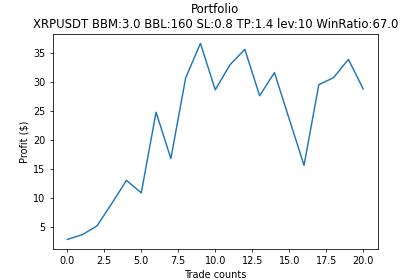 Portfolio
XRPUSDT BBM:3.0 BBL:160 SL:0.8 TP:1.4 lev:10 WinRatio:67.0
Profit ($)
35
30
25
20
15
10
5
0.0 2.5 5.0 7.5 10.0 12.5 15.0 17.5 20.0
Trade counts